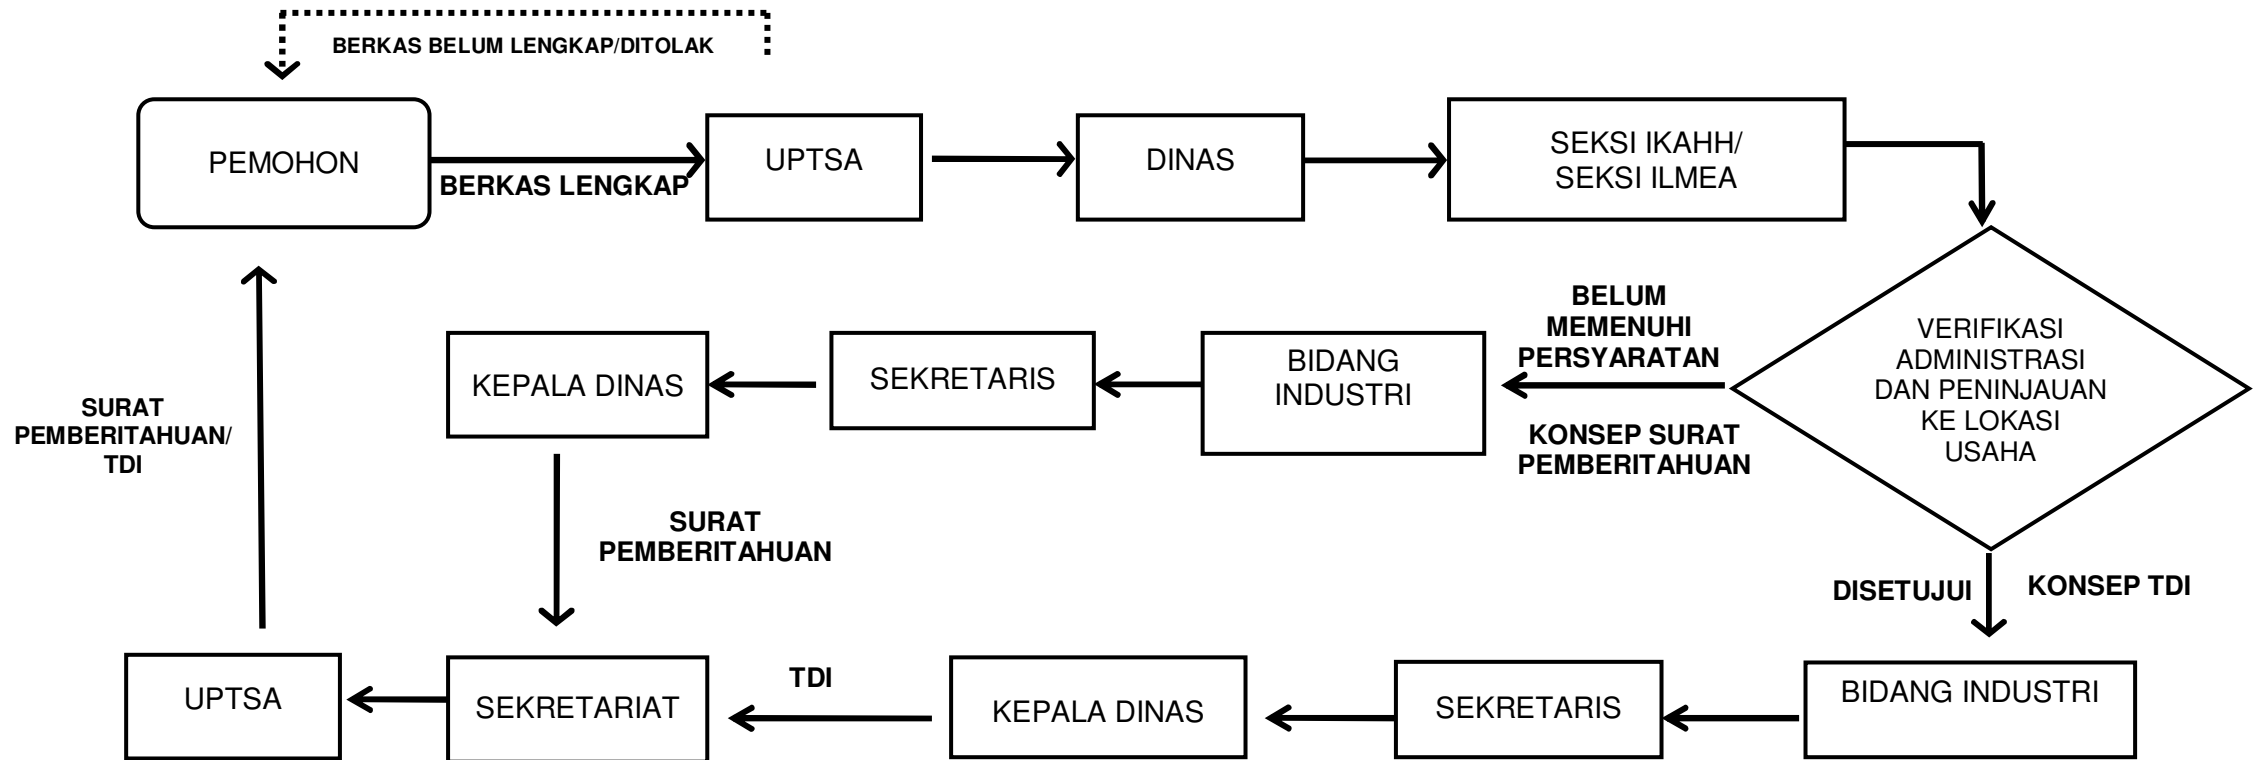 BERKAS BELUM LENGKAP/DITOLAK
PEMOHON
BERKAS LENGKAP
UPTSA
DINAS
SEKSI IKAHH/
SEKSI ILMEA
VERIFIKASI
ADMINISTRASI
DAN PENINJAUAN
KE LOKASI
USAHA
BELUM
MEMENUHI
PERSYARATAN
KONSEP SURAT
PEMBERITAHUAN
BIDANG
INDUSTRI
SEKRETARIS
KEPALA DINAS
SURAT
PEMBERITAHUAN/
TDI
SURAT
PEMBERITAHUAN
DISETUJUI
KONSEP TDI
BIDANG INDUSTRI
SEKRETARIS
KEPALA DINAS
TDI
SEKRETARIAT
UPTSA